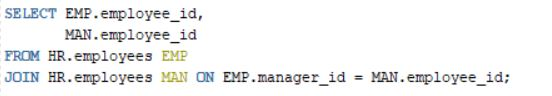 SELECT EMP.employee_id,
       MAN.employee_id
FROM HR.employees EMP
JOIN HR.employees MAN ON EMP.manager_id = MAN.employee_id;